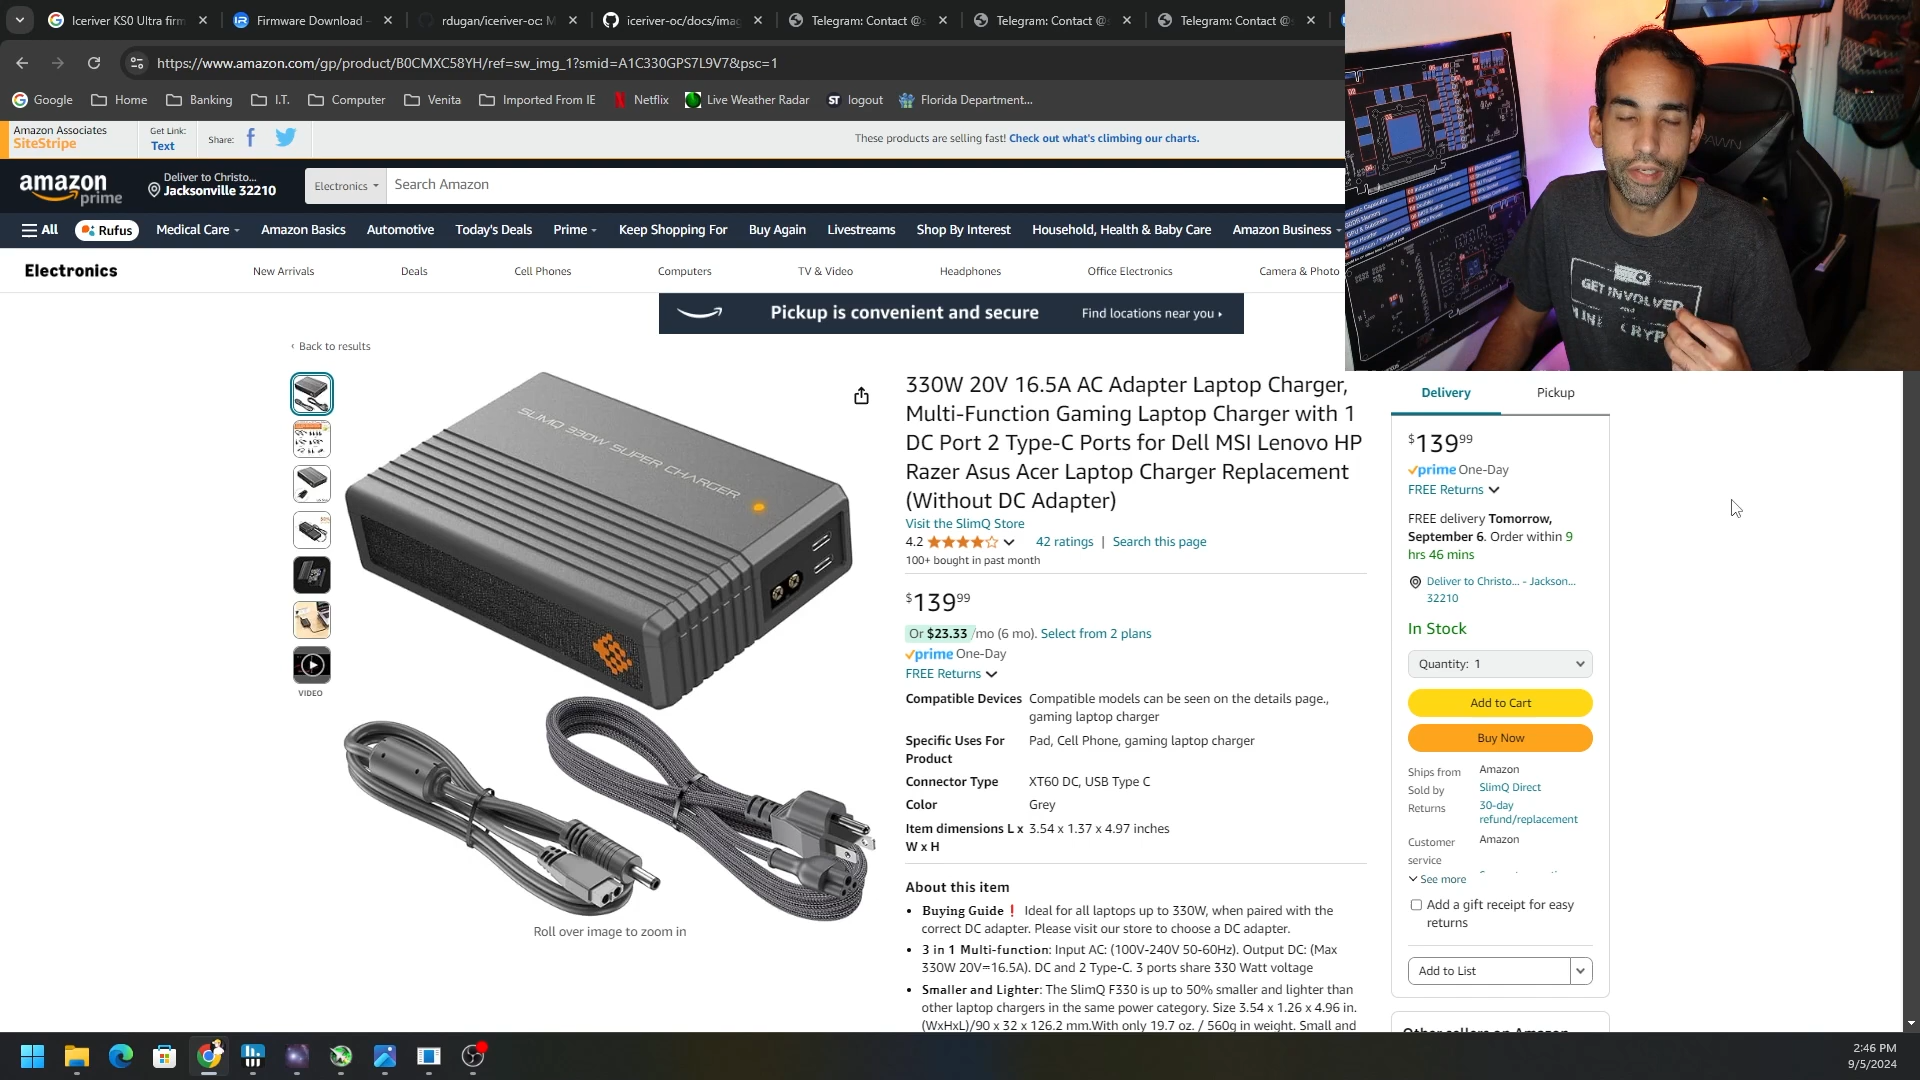 Iceriver KS0 Ultra firm
Firmware Download -
rdugan/iceriver-oc: M
iceriver-oc/docs/imag
Telegram: Contact @
Telegram: Contact @
Telegram: Contact @
https://www.amazon.com/gp/product/B0CMXC58YH/ref=sw_img_1?smid=A1C330GPS7L9V7&psc=1
Google Home Banking I.T. Computer Venita Imported From IE Netflix Live Weather Radar ST logout Florida Department...
Amazon Associates
SiteStripe
Get Link:
Text
Share:
These products are selling fast! Check out what's climbing our charts.
amazon
prime
Deliver to Christo...
Jacksonville 32210
Electronics
Search Amazon
All Rufus Medical Care Amazon Basics Automotive Today's Deals Prime Keep Shopping For Buy Again Livestreams Shop By Interest Household, Health & Baby Care Amazon Business
Electronics New Arrivals Deals Cell Phones Computers TV & Video Headphones Office Electronics Camera & Photo
Pickup is convenient and secure Find locations near you
Back to results
SLIMQ 330W SUPER CHARGER
VIDEO
Roll over image to zoom in
330W 20V 16.5A AC Adapter Laptop Charger,
Multi-Function Gaming Laptop Charger with 1
DC Port 2 Type-C Ports for Dell MSI Lenovo HP
Razer Asus Acer Laptop Charger Replacement
(Without DC Adapter)
Visit the SlimQ Store
4.2 42 ratings | Search this page
100+ bought in past month
$139 99
Or $23.33 /mo (6 mo). Select from 2 plans
prime One-Day
FREE Returns
Compatible Devices Compatible models can be seen on the details page.,
gaming laptop charger
Specific Uses For Pad, Cell Phone, gaming laptop charger
Product
Connector Type XT60 DC, USB Type C
Color Grey
Item dimensions L x 3.54 x 1.37 x 4.97 inches
W x H
About this item
• Buying Guide❗ Ideal for all laptops up to 330W, when paired with the
correct DC adapter. Please visit our store to choose a DC adapter.
• 3 in 1 Multi-function: Input AC: (100V-240V 50-60Hz). Output DC: (Max
330W 20V=16.5A). DC and 2 Type-C. 3 ports share 330 Watt voltage
• Smaller and Lighter: The SlimQ F330 is up to 50% smaller and lighter than
other laptop chargers in the same power category. Size 3.54 x 1.26 x 4.96 in.
(WxHxL)/90 x 32 x 126.2 mm.With only 19.7 oz. / 560g in weight. Small and
Delivery Pickup
$139 99
prime One-Day
FREE Returns
FREE delivery Tomorrow,
September 6. Order within 9
hrs 46 mins
Deliver to Christo... - Jackson...
32210
In Stock
Quantity: 1
Add to Cart
Buy Now
Ships from Amazon
Sold by SlimQ Direct
Returns 30-day
refund/replacement
Customer Amazon
service
See more
Add a gift receipt for easy
returns
Add to List
Other sellers on Amazon
GET INVOLVED
2:46 PM
9/5/2024